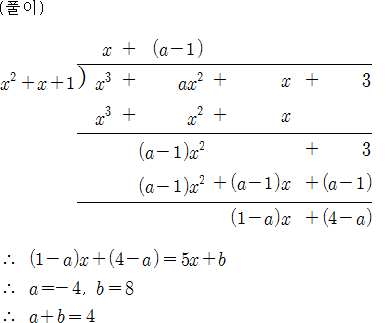 (풀이)
x + (a−1)
x²+x+1) x³ + ax² + x + 3
x³ + x² + x
(a−1)x² + 3
(a−1)x² +(a−1)x +(a−1)
(1−a)x +(4−a)
∴ (1−a)x+(4−a)=5x+b
∴ a=−4, b=8
∴ a+b=4